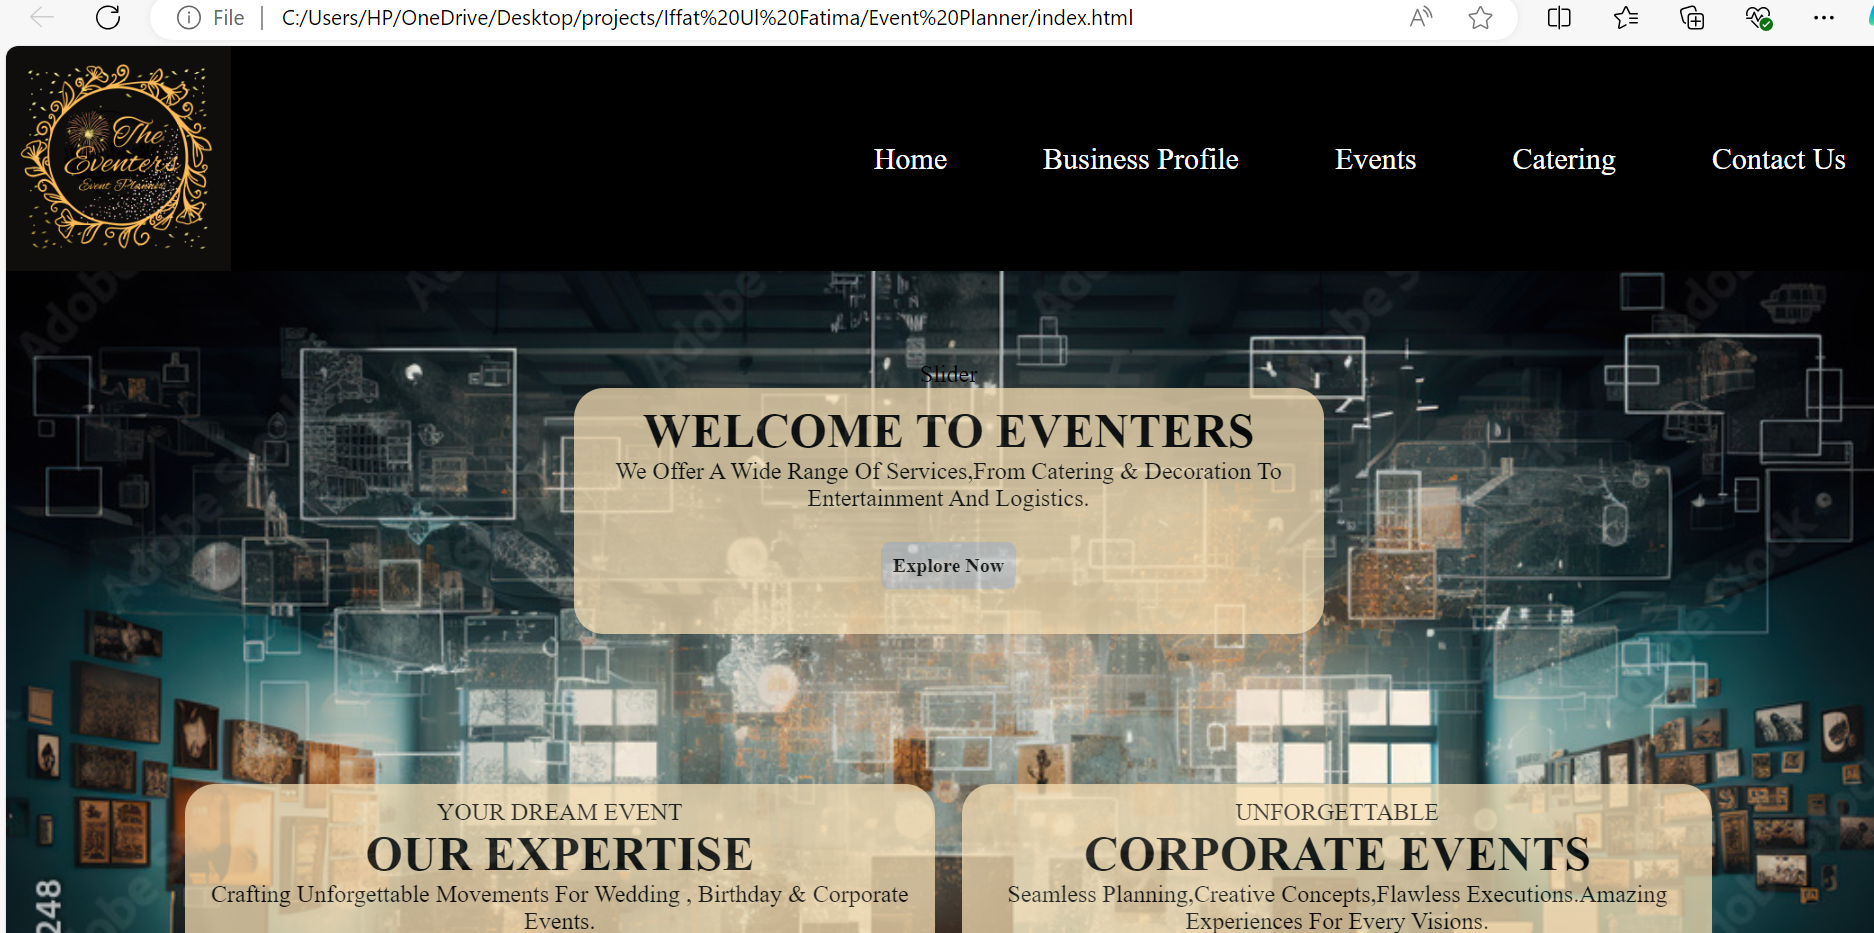 File
C:/Users/HP/OneDrive/Desktop/projects/Iffat%20Ul%20Fatima/Event%20Planner/index.html
The
Eventers
Event Planner
Home
Business Profile
Events
Catering
Contact Us
Slider
WELCOME TO EVENTERS
We Offer A Wide Range Of Services,From Catering & Decoration To
Entertainment And Logistics.
Explore Now
YOUR DREAM EVENT
OUR EXPERTISE
Crafting Unforgettable Movements For Wedding , Birthday & Corporate
Events.
UNFORGETTABLE
CORPORATE EVENTS
Seamless Planning,Creative Concepts,Flawless Executions.Amazing
Experiences For Every Visions.
248
Adobe Stock